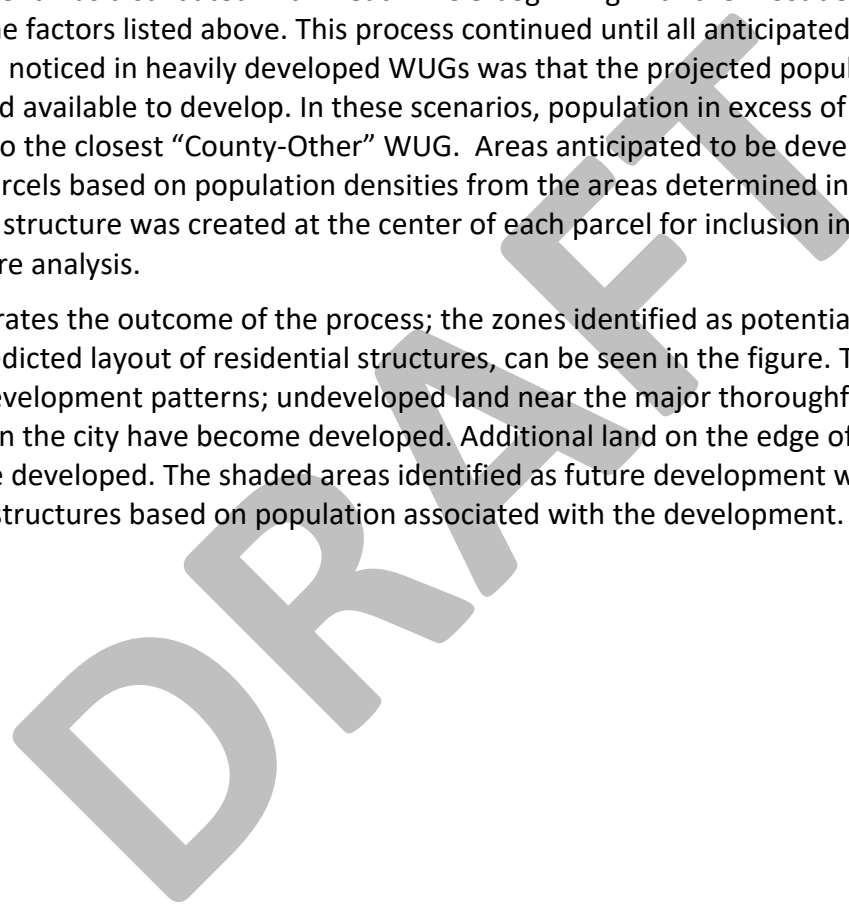 he factors listed above. This process continued until all anticipated
noticed in heavily developed WUGs was that the projected popul
d available to develop. In these scenarios, population in excess of
o the closest “County-Other” WUG. Areas anticipated to be deve
arcels based on population densities from the areas determined in
structure was created at the center of each parcel for inclusion in
re analysis.
rates the outcome of the process; the zones identified as potentia
edicted layout of residential structures, can be seen in the figure. T
evelopment patterns; undeveloped land near the major thoroughf
n the city have become developed. Additional land on the edge of
e developed. The shaded areas identified as future development w
structures based on population associated with the development.
DRAFT